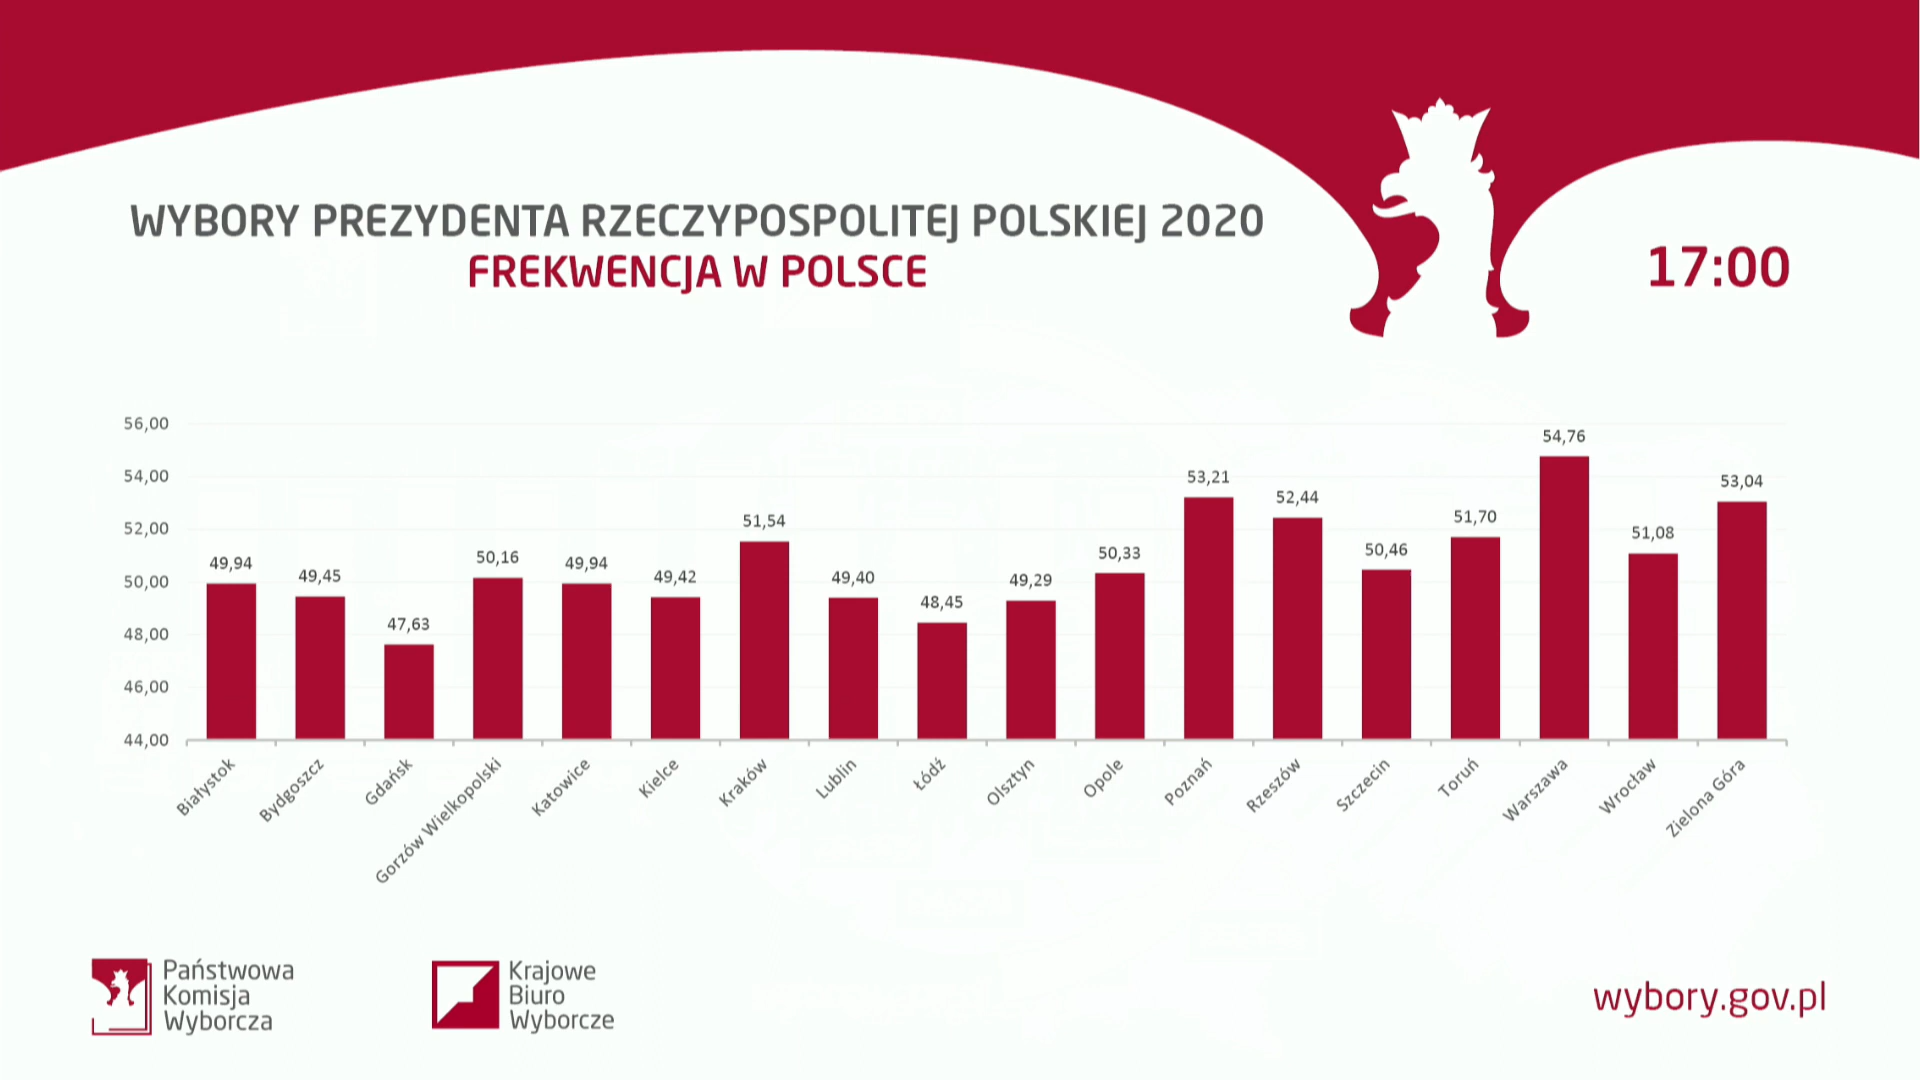 WYBORY PREZYDENTA RZECZYPOSPOLITEJ POLSKIEJ 2020
FREKWENCJA W POLSCE
17:00
56,00
54,00
52,00
50,00
48,00
46,00
44,00
49,94
49,45
47,63
50,16
49,94
49,42
51,54
49,40
48,45
49,29
50,33
53,21
52,44
50,46
51,70
54,76
51,08
53,04
Białystok
Bydgoszcz
Gdańsk
Gorzów Wielkopolski
Katowice
Kielce
Kraków
Lublin
Łódź
Olsztyn
Opole
Poznań
Rzeszów
Szczecin
Toruń
Warszawa
Wrocław
Zielona Góra
Państwowa
Komisja
Wyborcza
Krajowe
Biuro
Wyborcze
wybory.gov.pl